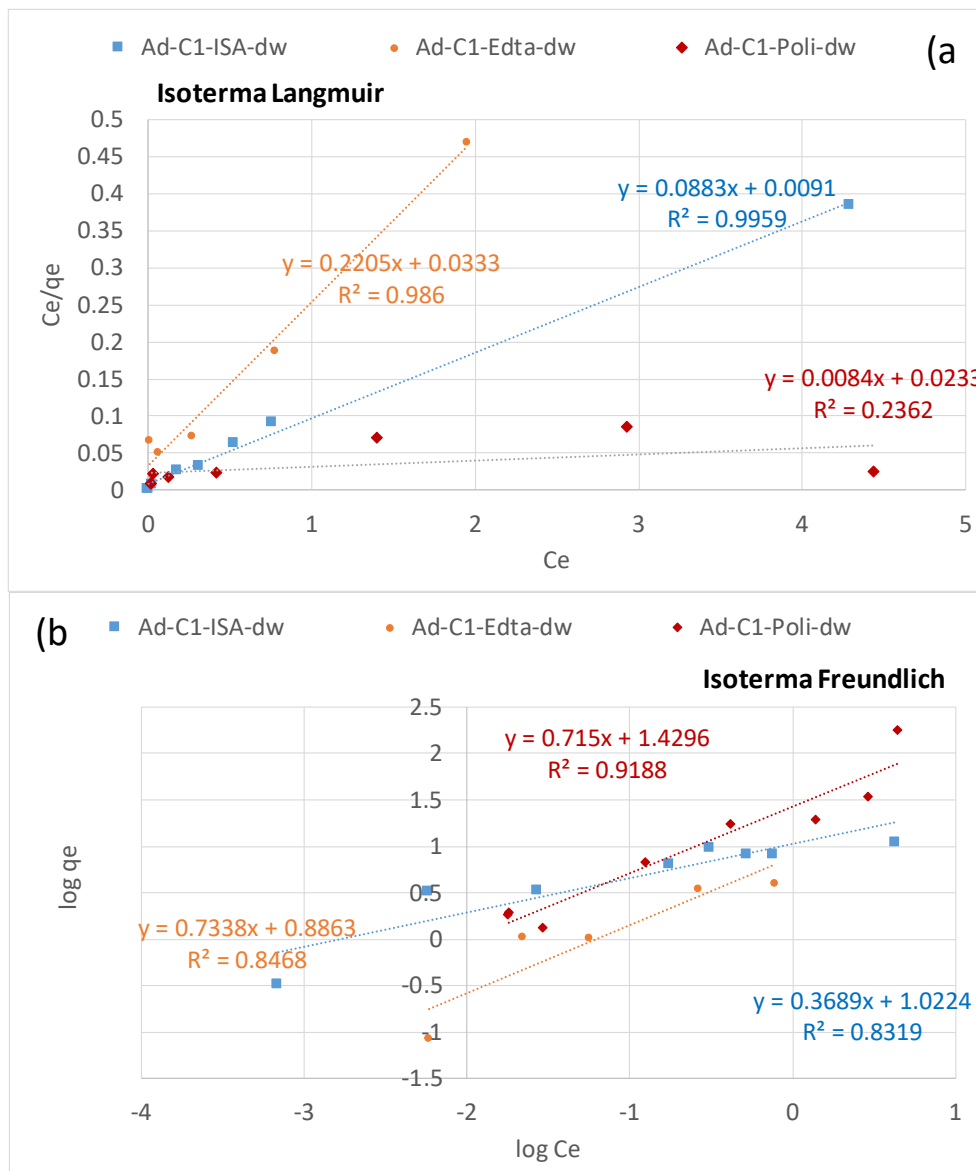 Ad-C1-ISA-dw Ad-C1-Edta-dw Ad-C1-Poli-dw (a
Isoterma Langmuir
0.5
0.45
0.4
0.35
0.3
0.25
0.2
0.15
0.1
0.05
0
Ce/qe
y = 0.0883x + 0.0091
R² = 0.9959
y = 0.2205x + 0.0333
R² = 0.986
y = 0.0084x + 0.0233
R² = 0.2362
0 1 2 3 4 5
Ce
(b Ad-C1-ISA-dw Ad-C1-Edta-dw Ad-C1-Poli-dw
Isoterma Freundlich
2.5
2
1.5
1
0.5
0
-0.5
-1
-1.5
log qe
y = 0.715x + 1.4296
R² = 0.9188
y = 0.7338x + 0.8863
R² = 0.8468
y = 0.3689x + 1.0224
R² = 0.8319
-4 -3 -2 -1 0 1
log Ce